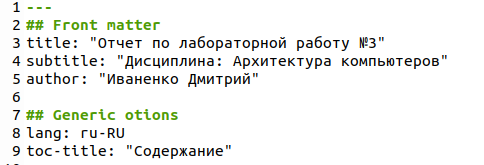 1 ---
2 ## Front matter
3 title: "Отчет по лабораторной работу №3"
4 subtitle: "Дисциплина: Архитектура компьютеров"
5 author: "Иваненко Дмитрий"
6
7 ## Generic otions
8 lang: ru-RU
9 toc-title: "Содержание"